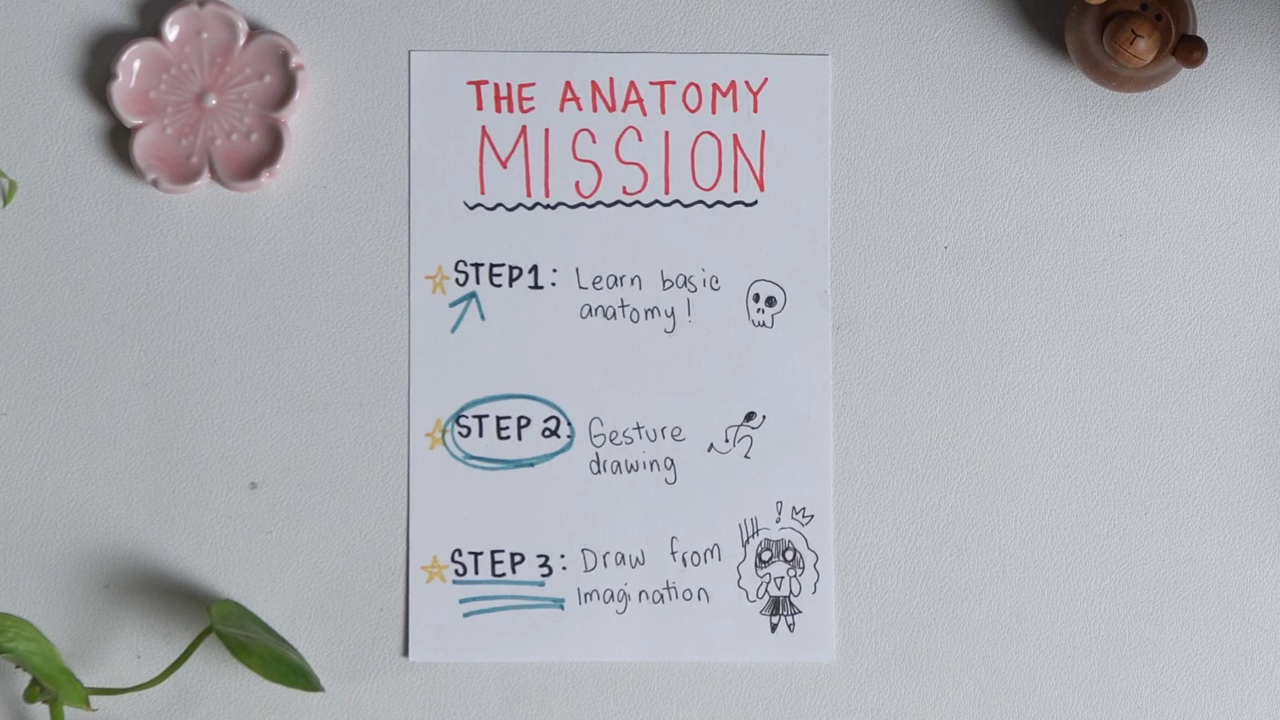 THE ANATOMY
MISSION
STEP1: Learn basic
anatomy!
STEP 2: Gesture
drawing
!
STEP 3: Draw from
Imagination